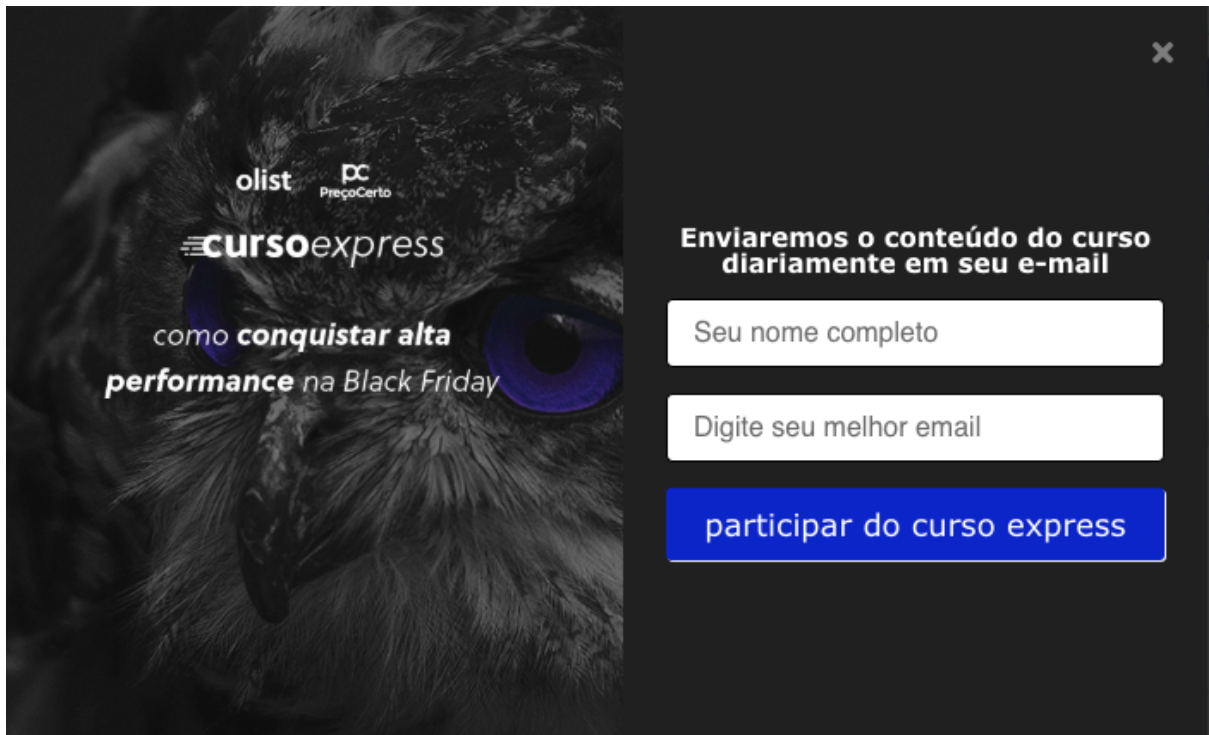 olist
pc
PreçoCerto
cursoexpress
como conquistar alta
performance na Black Friday
Enviaremos o conteúdo do curso
diariamente em seu e-mail
Seu nome completo
Digite seu melhor email
participar do curso express